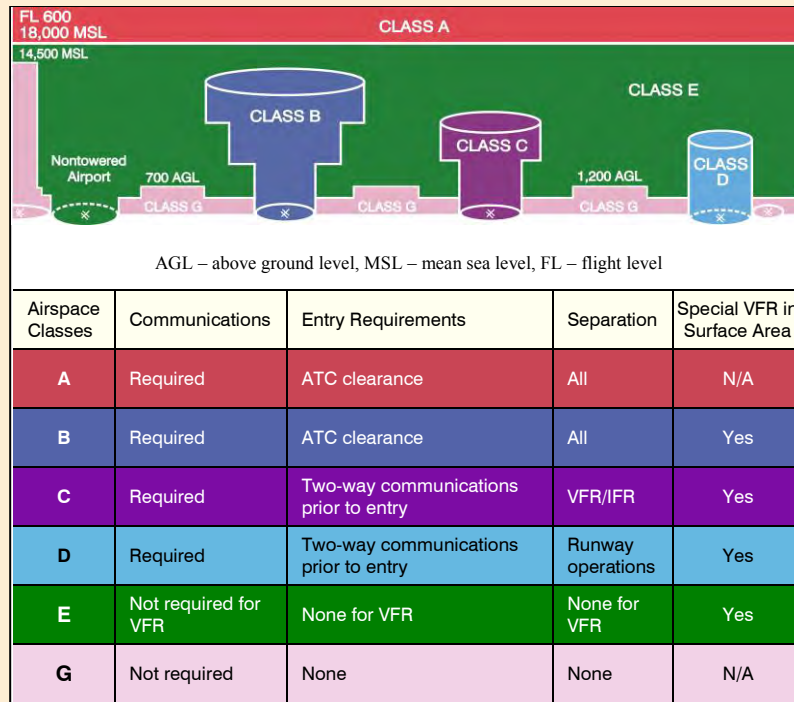 FL 600
18,000 MSL
CLASS A
14,500 MSL
CLASS B
CLASS E
CLASS C
Nontowered
Airport
700 AGL
1,200 AGL
CLASS
D
CLASS G
CLASS G
CLASS G
AGL – above ground level, MSL – mean sea level, FL – flight level
Airspace
Classes
Communications
Entry Requirements
Separation
Special VFR in
Surface Area
A
Required
ATC clearance
All
N/A
B
Required
ATC clearance
All
Yes
C
Required
Two-way communications
prior to entry
VFR/IFR
Yes
D
Required
Two-way communications
prior to entry
Runway
operations
Yes
E
Not required for
VFR
None for VFR
None for
VFR
Yes
G
Not required
None
None
N/A